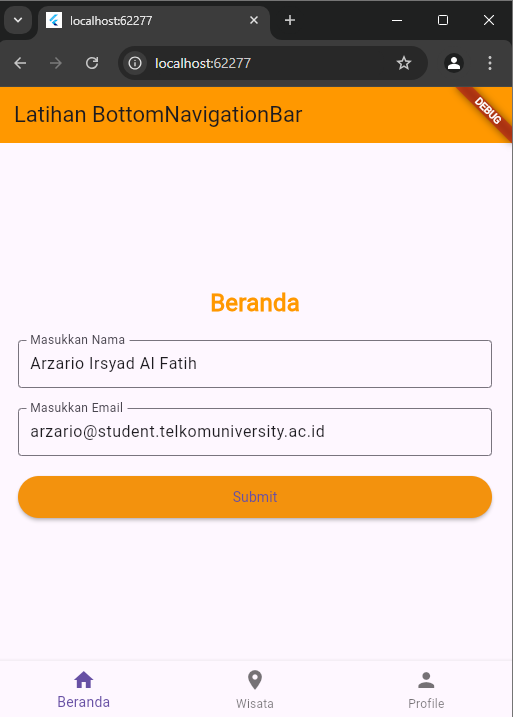 localhost:62277
localhost:62277
Latihan BottomNavigationBar
DEBUG
Beranda
Masukkan Nama
Arzario Irsyad Al Fatih
Masukkan Email
arzario@student.telkomuniversity.ac.id
Submit
Beranda
Wisata
Profile